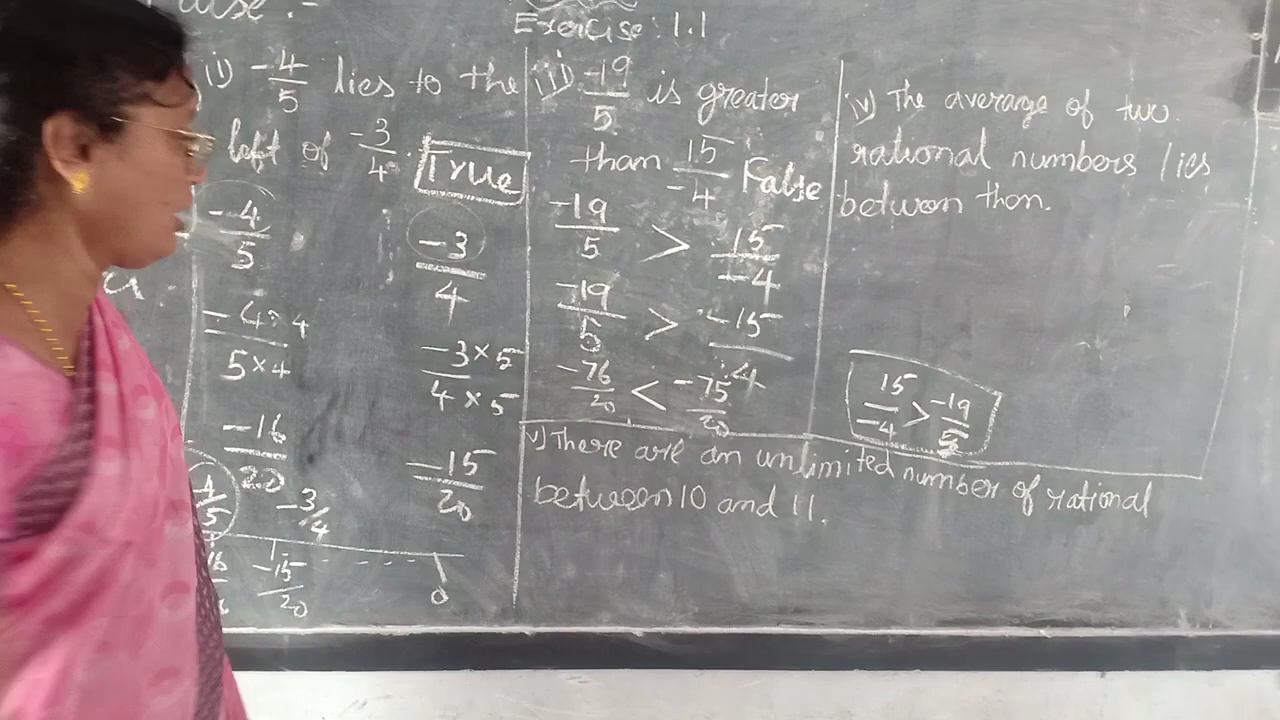 Exercise: 1.1
ii) -4/5 lies to the
left of -3/4. True
-4/5 -3/4
-4×4/5×4 -3×5/4×5
-16/20 -15/20
4/5 -3/4
-15/20 0
iii) -19/5 is greater
than 15/-4 False
-19/5 > 15/-4
-19/5 > -15/4
-76/20 < -75/20
iv) The average of two
rational numbers lies
between them.
15/-4 > -19/5
v) There are an unlimited number of rational
between 10 and 11.